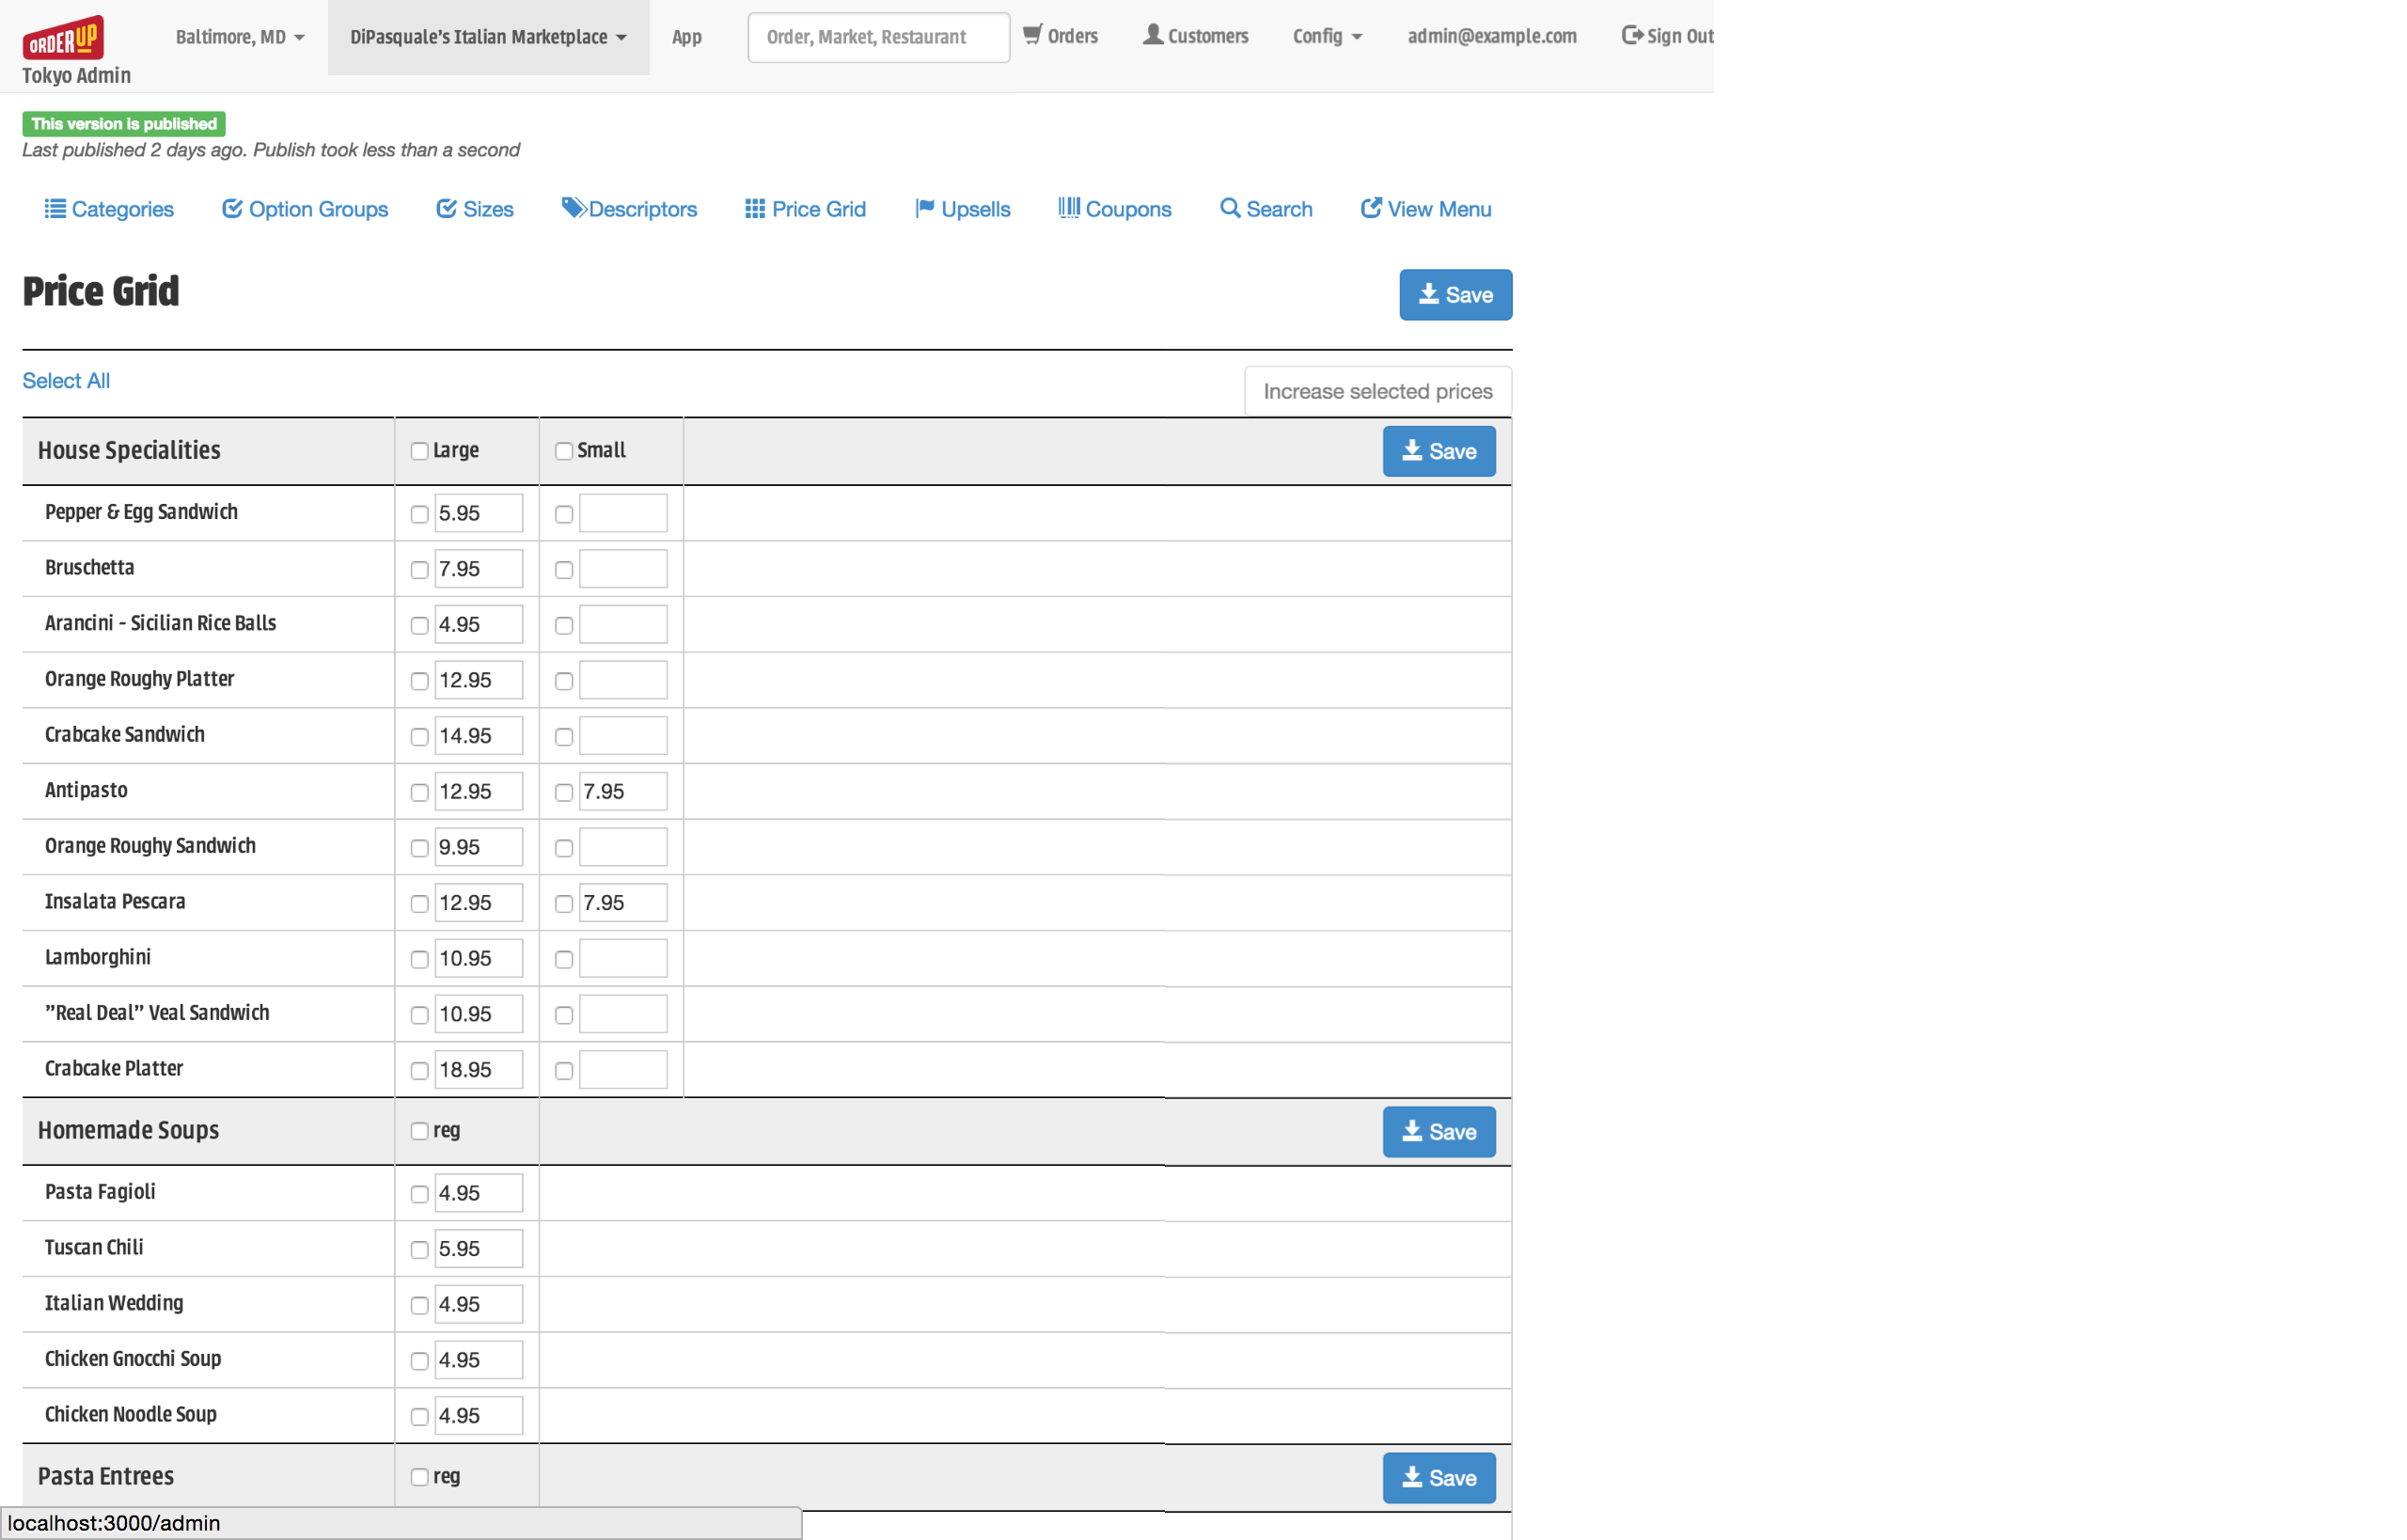 ORDERUP
Tokyo Admin
Baltimore, MD
DiPasquale's Italian Marketplace
App
Order, Market, Restaurant
Orders
Customers
Config
admin@example.com
Sign Out
This version is published
Last published 2 days ago. Publish took less than a second
Categories
Option Groups
Sizes
Descriptors
Price Grid
Upsells
Coupons
Search
View Menu
Price Grid
Save
Select All
Increase selected prices
House Specialities Large Small Save
Pepper & Egg Sandwich 5.95
Bruschetta 7.95
Arancini - Sicilian Rice Balls 4.95
Orange Roughy Platter 12.95
Crabcake Sandwich 14.95
Antipasto 12.95 7.95
Orange Roughy Sandwich 9.95
Insalata Pescara 12.95 7.95
Lamborghini 10.95
”Real Deal” Veal Sandwich 10.95
Crabcake Platter 18.95
Homemade Soups reg Save
Pasta Fagioli 4.95
Tuscan Chili 5.95
Italian Wedding 4.95
Chicken Gnocchi Soup 4.95
Chicken Noodle Soup 4.95
Pasta Entrees reg Save
localhost:3000/admin